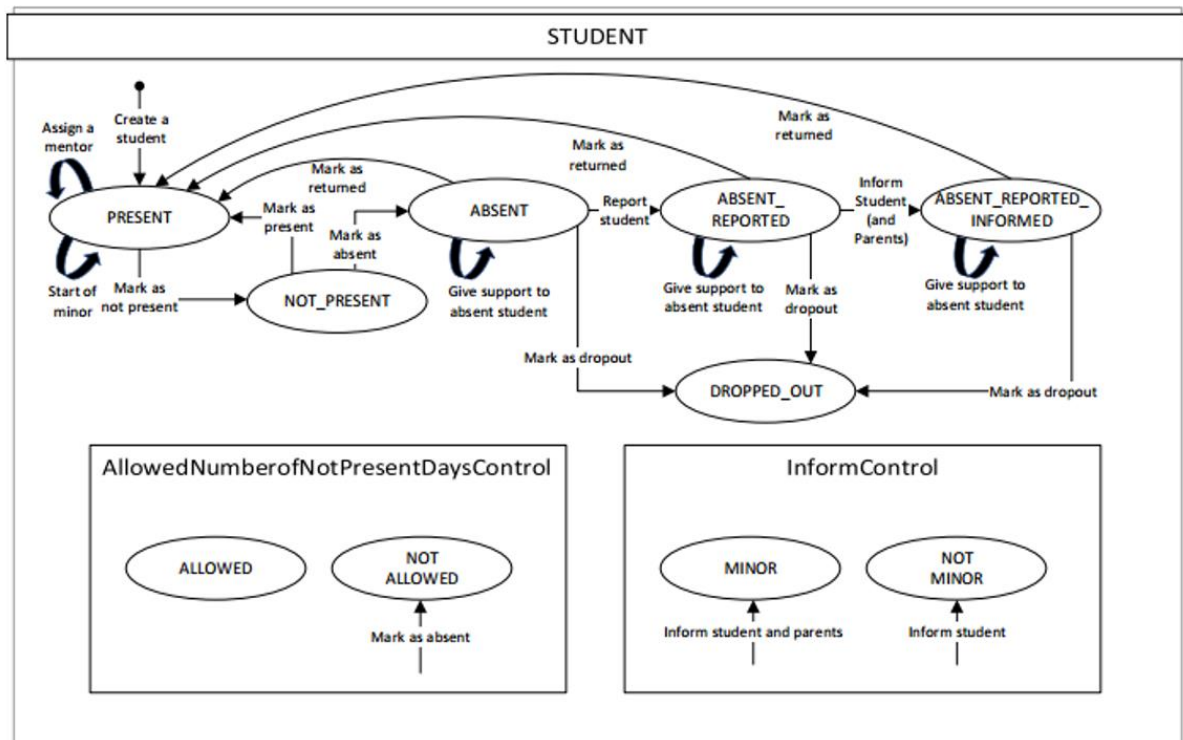 STUDENT
Create a
student
Assign a
mentor
Mark as
returned
Mark as
returned
Mark as
returned
PRESENT
Mark as
present
Mark as
absent
ABSENT
Report
student
ABSENT_
REPORTED
Inform
Student
(and
Parents)
ABSENT_REPORTED_
INFORMED
Start of
minor
Mark as
not present
NOT_PRESENT
Give support to
absent student
Give support to
absent student
Give support to
absent student
Mark as
dropout
Mark as dropout
DROPPED_OUT
Mark as dropout
AllowedNumberofNotPresentDaysControl
ALLOWED
NOT
ALLOWED
Mark as absent
InformControl
MINOR
NOT
MINOR
Inform student and parents
Inform student